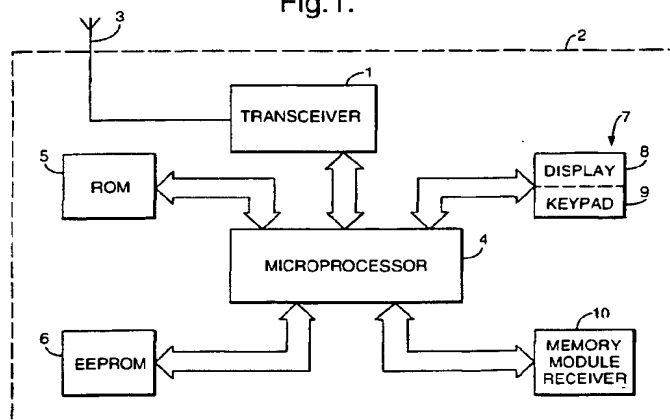 Fig.1.
3
2
1
TRANSCEIVER
7
5
ROM
DISPLAY
8
KEYPAD
9
4
MICROPROCESSOR
6
EEPROM
10
MEMORY
MODULE
RECEIVER